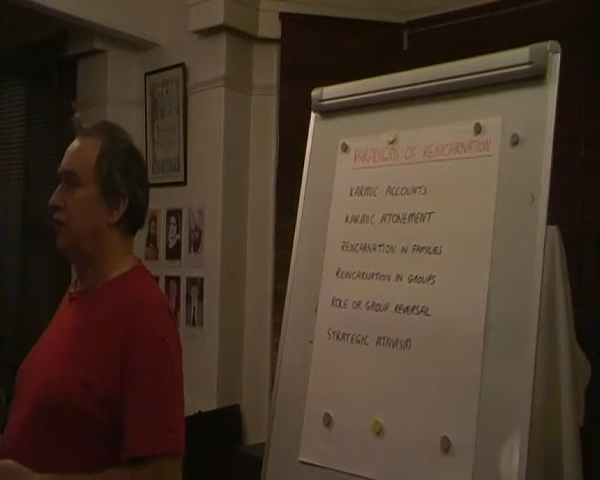 PARADIGMS OF REINCARNATION
KARMIC ACCOUNTS
KARMIC ATONEMENT
REINCARNATION IN FAMILIES
REINCARNATION IN GROUPS
ROLE OR GROUP REVERSAL
STRATEGIC ATAVISM